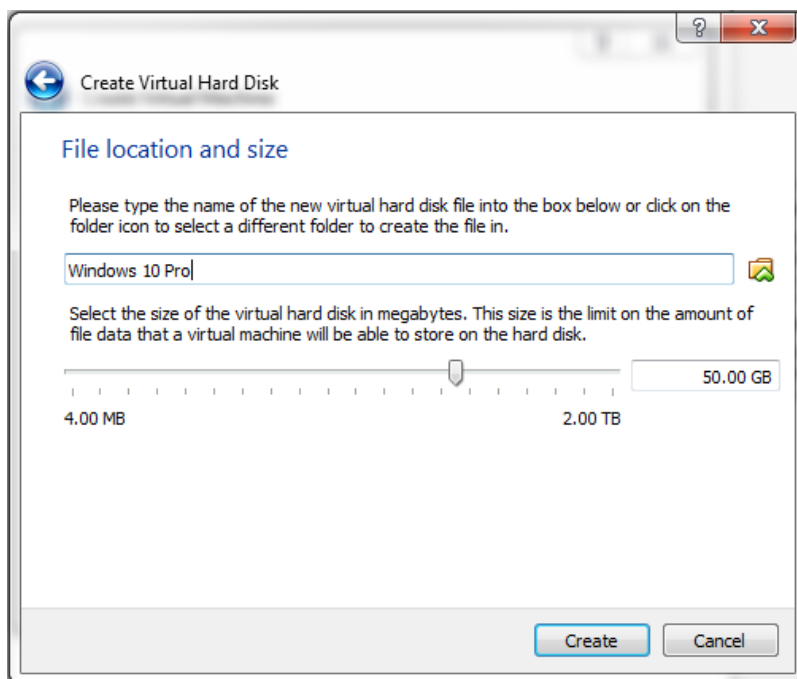 ?
Create Virtual Hard Disk
File location and size
Please type the name of the new virtual hard disk file into the box below or click on the
folder icon to select a different folder to create the file in.
Windows 10 Pro
Select the size of the virtual hard disk in megabytes. This size is the limit on the amount of
file data that a virtual machine will be able to store on the hard disk.
50.00 GB
4.00 MB 2.00 TB
Create Cancel